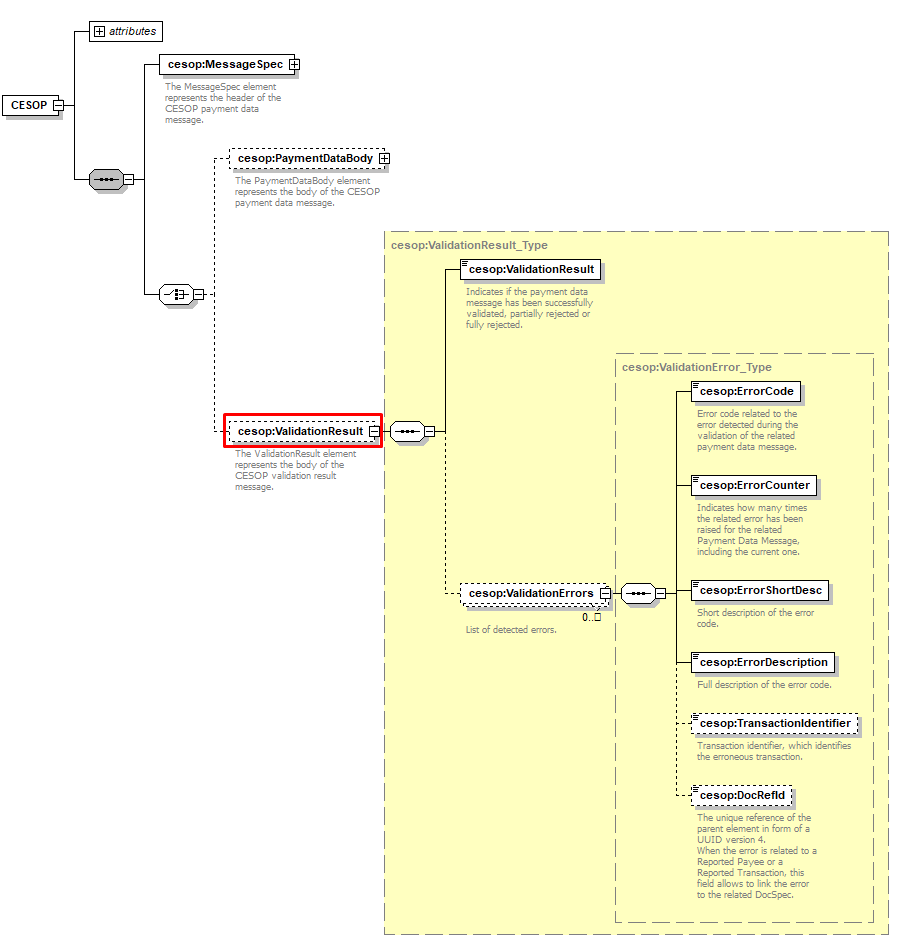 attributes
CESOP
cesop:MessageSpec
The MessageSpec element
represents the header of the
CESOP payment data
message.
cesop:PaymentDataBody
The PaymentDataBody element
represents the body of the CESOP
payment data message.
cesop:ValidationResult
The ValidationResult element
represents the body of the
CESOP validation result
message.
cesop:ValidationResult_Type
cesop:ValidationResult
Indicates if the payment data
message has been successfully
validated, partially rejected or
fully rejected.
cesop:ValidationErrors
0..□
List of detected errors.
cesop:ValidationError_Type
cesop:ErrorCode
Error code related to the
error detected during the
validation of the related
payment data message.
cesop:ErrorCounter
Indicates how many times
the related error has been
raised for the related
Payment Data Message,
including the current one.
cesop:ErrorShortDesc
Short description of the error
code.
cesop:ErrorDescription
Full description of the error code.
cesop:TransactionIdentifier
Transaction identifier, which identifies
the erroneous transaction.
cesop:DocRefId
The unique reference of the
parent element in form of a
UUID version 4.
When the error is related to a
Reported Payee or a
Reported Transaction, this
field allows to link the error
to the related DocSpec.